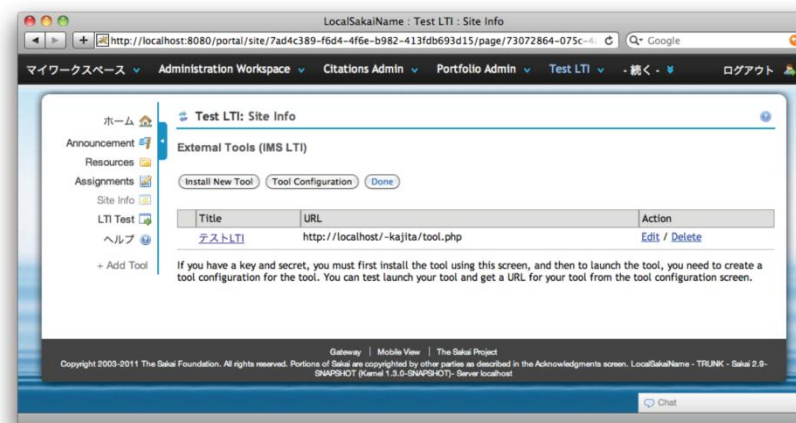 LocalSakaiName : Test LTI : Site Info
http://localhost:8080/portal/site/7ad4c389-f6d4-4f6e-b982-413fdb693d15/page/73072864-075c-4
Google
マイワークスペース Administration Workspace Citations Admin Portfolio Admin Test LTI - 続く - ログアウト
ホーム
Announcement
Resources
Assignments
Site Info
LTI Test
ヘルプ
+ Add Tool
Test LTI: Site Info
External Tools (IMS LTI)
Install New Tool Tool Configuration Done
Title URL Action
テストLTI http://localhost/~kajita/tool.php Edit / Delete
If you have a key and secret, you must first install the tool using this screen, and then to launch the tool, you need to create a
tool configuration for the tool. You can test launch your tool and get a URL for your tool from the tool configuration screen.
Gateway | Mobile View | The Sakai Project
Copyright 2003-2011 The Sakai Foundation. All rights reserved. Portions of Sakai are copyrighted by other parties as described in the Acknowledgments screen. LocalSakaiName - TRUNK - Sakai 2.9-
SNAPSHOT (Kernel 1.3.0-SNAPSHOT)- Server localhost
Chat